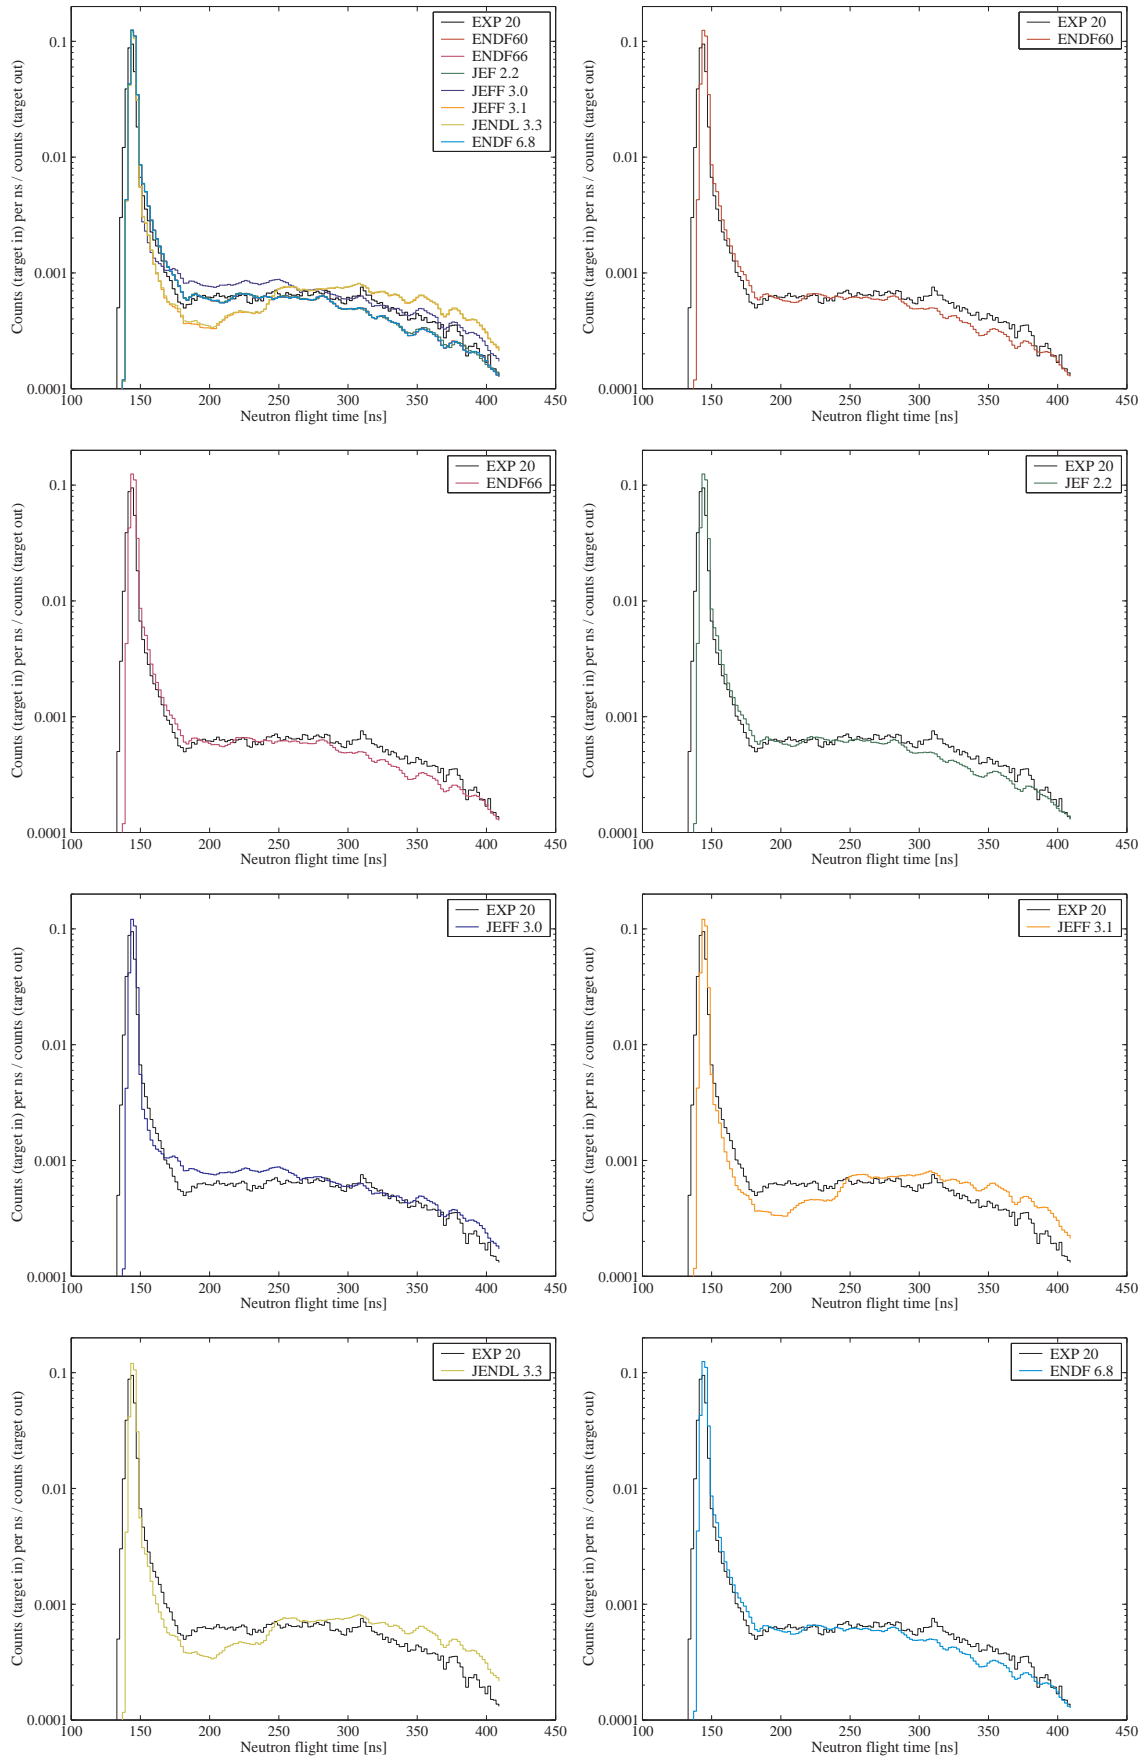 EXP 20
ENDF60
ENDF66
JEF 2.2
JEFF 3.0
JEFF 3.1
JENDL 3.3
ENDF 6.8
0.1
0.01
0.001
0.0001
100 150 200 250 300 350 400 450
Neutron flight time [ns]
Counts (target in) per ns / counts (target out)
EXP 20
ENDF60
0.1
0.01
0.001
0.0001
100 150 200 250 300 350 400 450
Neutron flight time [ns]
Counts (target in) per ns / counts (target out)
EXP 20
ENDF66
0.1
0.01
0.001
0.0001
100 150 200 250 300 350 400 450
Neutron flight time [ns]
Counts (target in) per ns / counts (target out)
EXP 20
JEF 2.2
0.1
0.01
0.001
0.0001
100 150 200 250 300 350 400 450
Neutron flight time [ns]
Counts (target in) per ns / counts (target out)
EXP 20
JEFF 3.0
0.1
0.01
0.001
0.0001
100 150 200 250 300 350 400 450
Neutron flight time [ns]
Counts (target in) per ns / counts (target out)
EXP 20
JEFF 3.1
0.1
0.01
0.001
0.0001
100 150 200 250 300 350 400 450
Neutron flight time [ns]
Counts (target in) per ns / counts (target out)
EXP 20
JENDL 3.3
0.1
0.01
0.001
0.0001
100 150 200 250 300 350 400 450
Neutron flight time [ns]
Counts (target in) per ns / counts (target out)
EXP 20
ENDF 6.8
0.1
0.01
0.001
0.0001
100 150 200 250 300 350 400 450
Neutron flight time [ns]
Counts (target in) per ns / counts (target out)